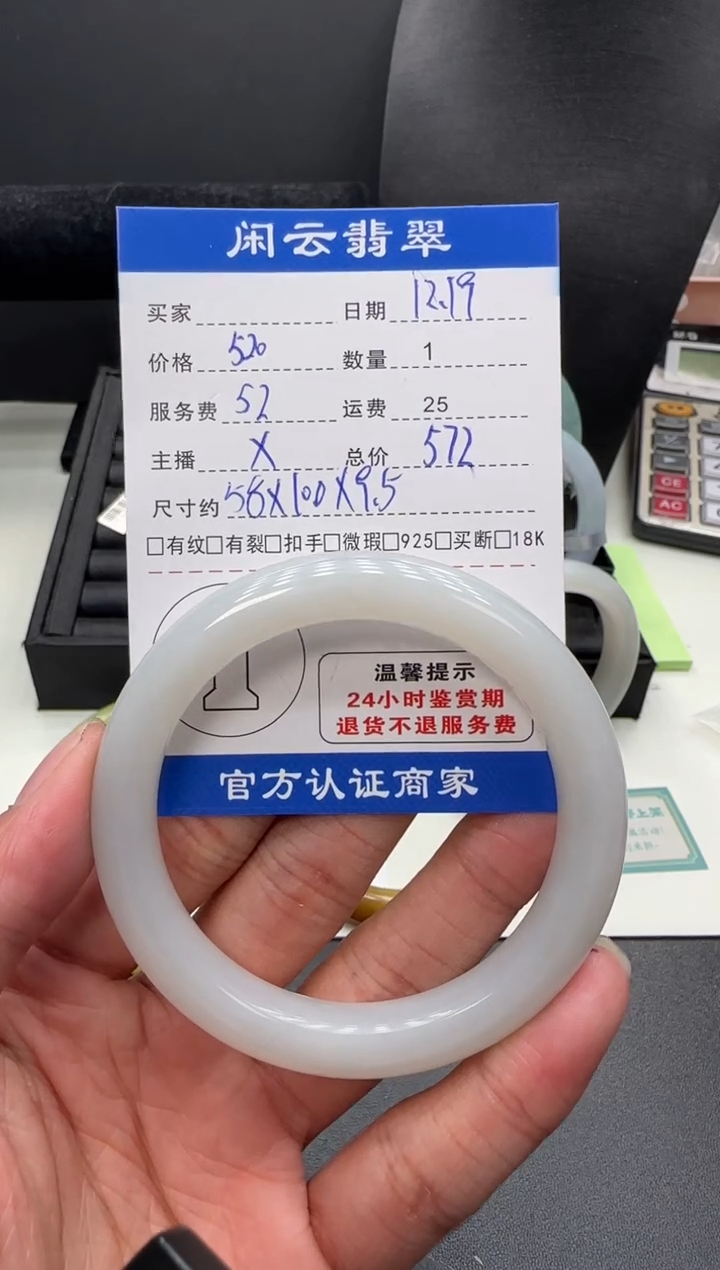 闲云翡翠
买家 日期 12.19
价格 520 数量 1
服务费 52 运费 25
主播 X 总价 572
尺寸约 58X100X9.5
□有纹□有裂□扣手□微瑕□925□买断□18K
温馨提示
24小时鉴赏期
退货不退服务费
官方认证商家
CE
AC